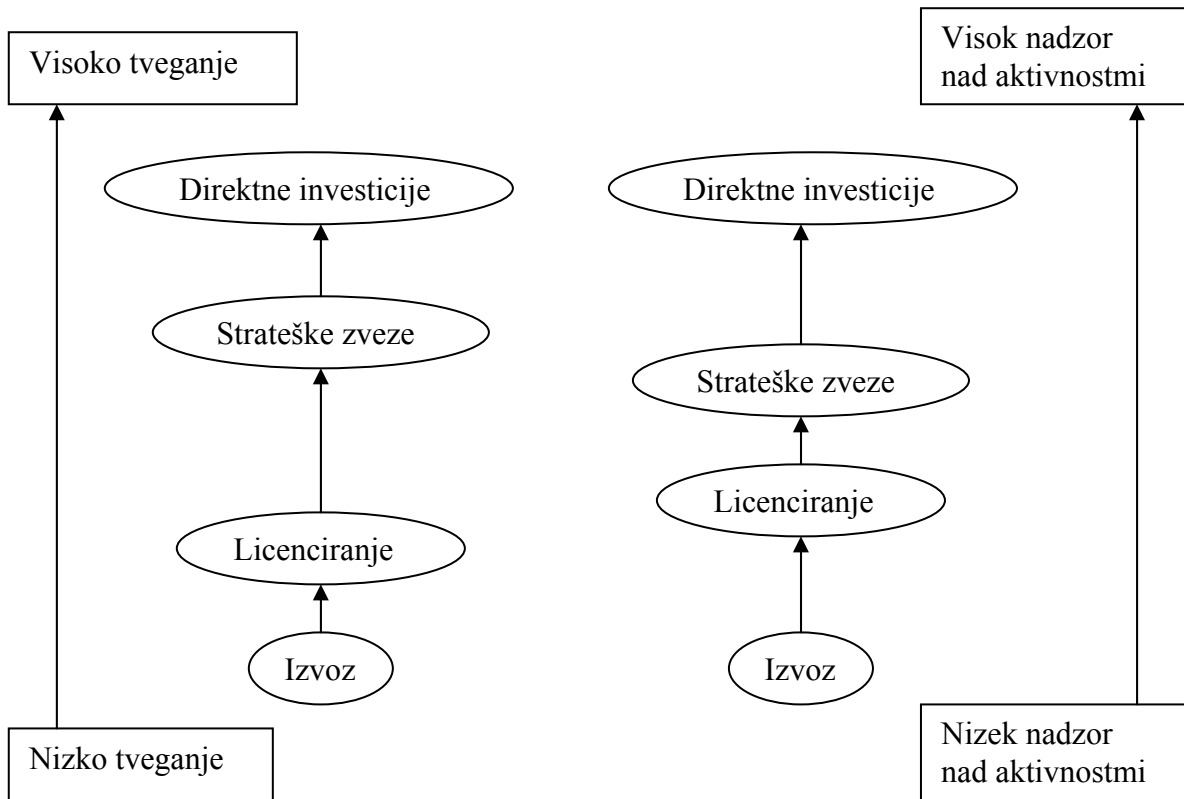 Visoko tveganje
Visok nadzor
nad aktivnostmi
Direktne investicije
Direktne investicije
Strateške zveze
Strateške zveze
Licenciranje
Licenciranje
Izvoz
Izvoz
Nizko tveganje
Nizek nadzor
nad aktivnostmi